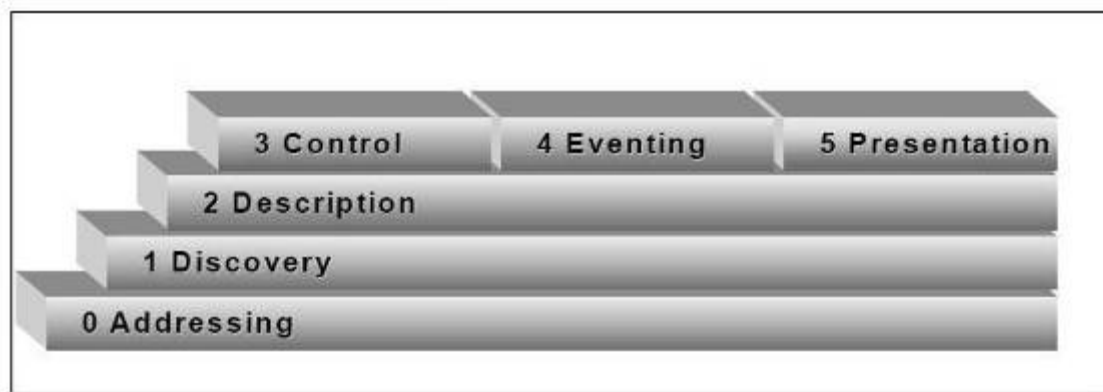 3 Control 4 Eventing 5 Presentation
2 Description
1 Discovery
0 Addressing